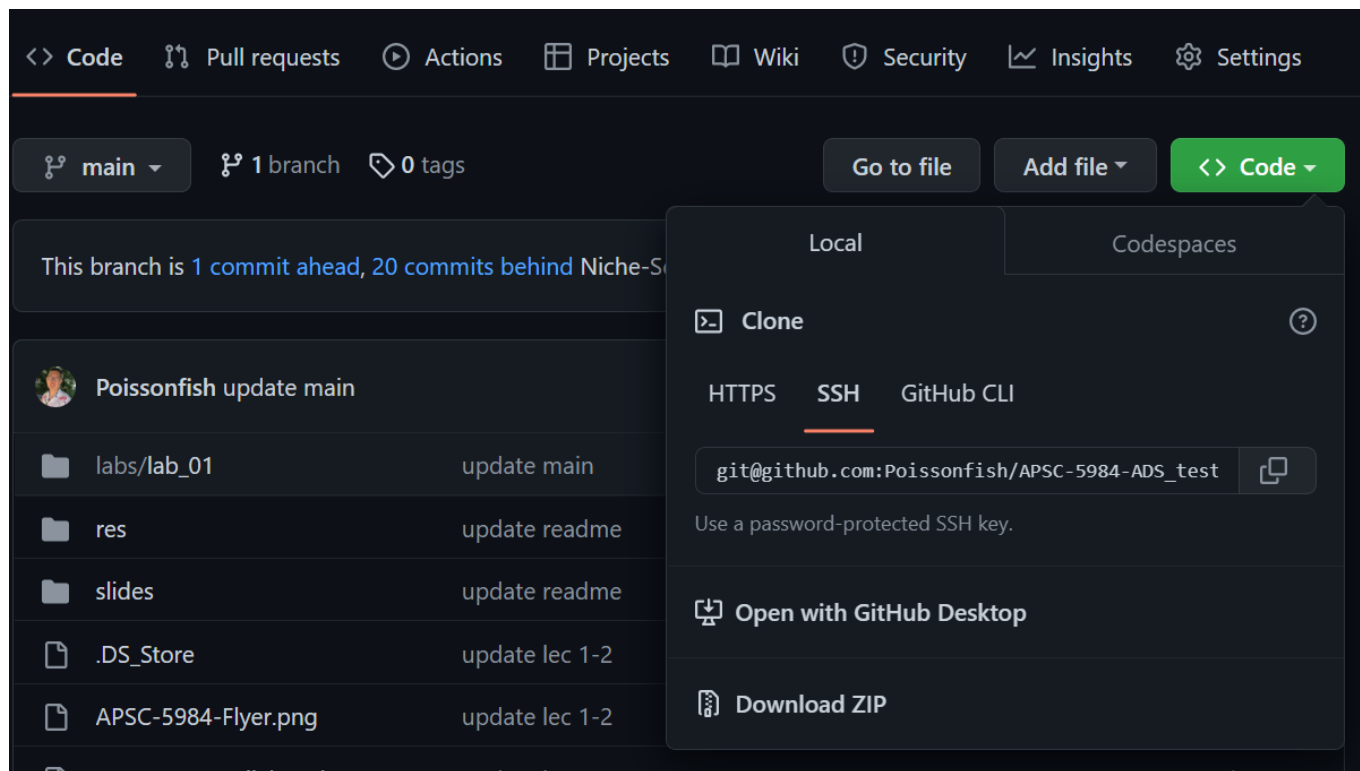 Code Pull requests Actions Projects Wiki Security Insights Settings
main 1 branch 0 tags Go to file Add file Code
This branch is 1 commit ahead, 20 commits behind
Local Codespaces
Clone
HTTPS SSH GitHub CLI
git@github.com:Poissonfish/APSC-5984-ADS_test
Use a password-protected SSH key.
Open with GitHub Desktop
Download ZIP
Poissonfish update main
labs/lab_01 update main
res update readme
slides update readme
.DS_Store update lec 1-2
APSC-5984-Flyer.png update lec 1-2